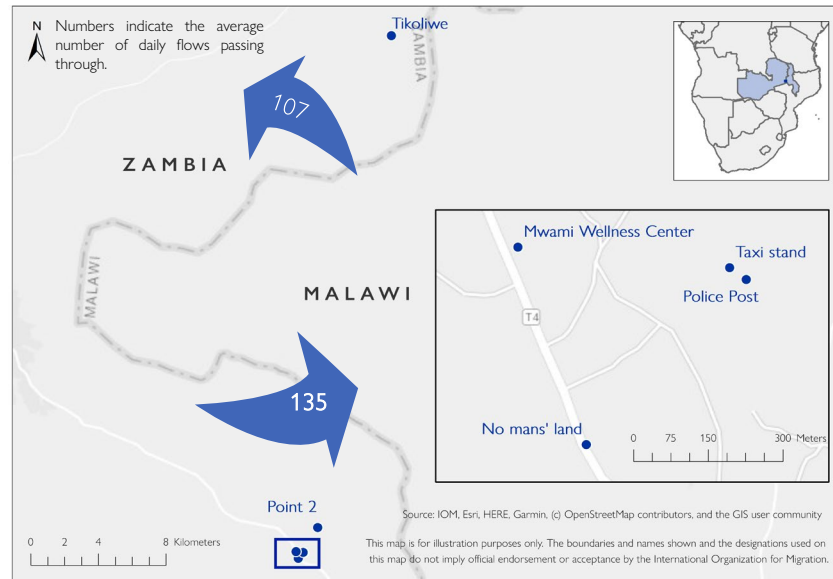 N
Numbers indicate the average
number of daily flows passing
through.
Tikoliwe
ZAMBIA
107
ZAMBIA
MALAWI
MALAWI
135
Mwami Wellness Center
Taxi stand
Police Post
T4
No mans' land
0 75 150 300 Meters
Point 2
0 2 4 8 Kilometers
Source: IOM, Esri, HERE, Garmin, (c) OpenStreetMap contributors, and the GIS user community
This map is for illustration purposes only. The boundaries and names shown and the designations used on
this map do not imply official endorsement or acceptance by the International Organization for Migration.